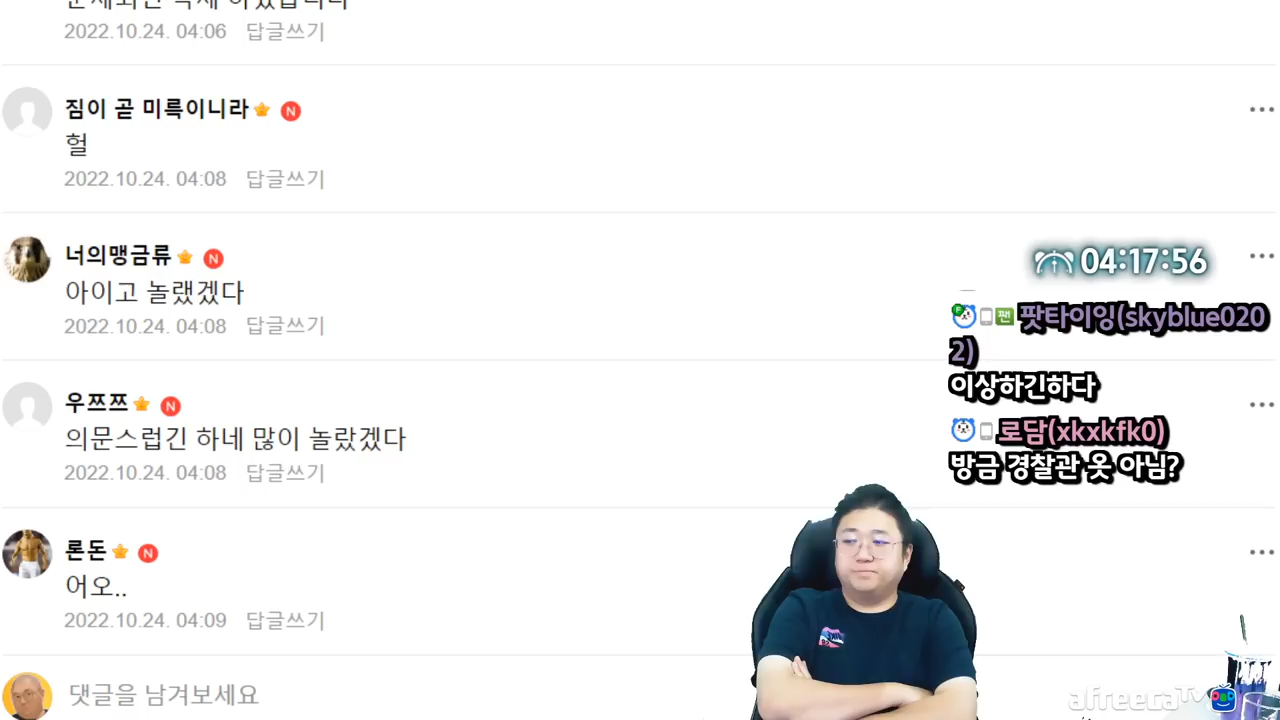 2022.10.24. 04:06 답글쓰기
짐이 곧 미륵이니라 N
헐
2022.10.24. 04:08 답글쓰기
너의맹금류 N
아이고 놀랬겠다
2022.10.24. 04:08 답글쓰기
우쯔쯔 N
의문스럽긴 하네 많이 놀랐겠다
2022.10.24. 04:08 답글쓰기
론돈 N
어오..
2022.10.24. 04:09 답글쓰기
댓글을 남겨보세요
04:17:56
F 팬 팟타이잉(skyblue020
2)
이상하긴하다
로담(xkxkfk0)
방금 경찰관 옷 아님?
afreecaTV